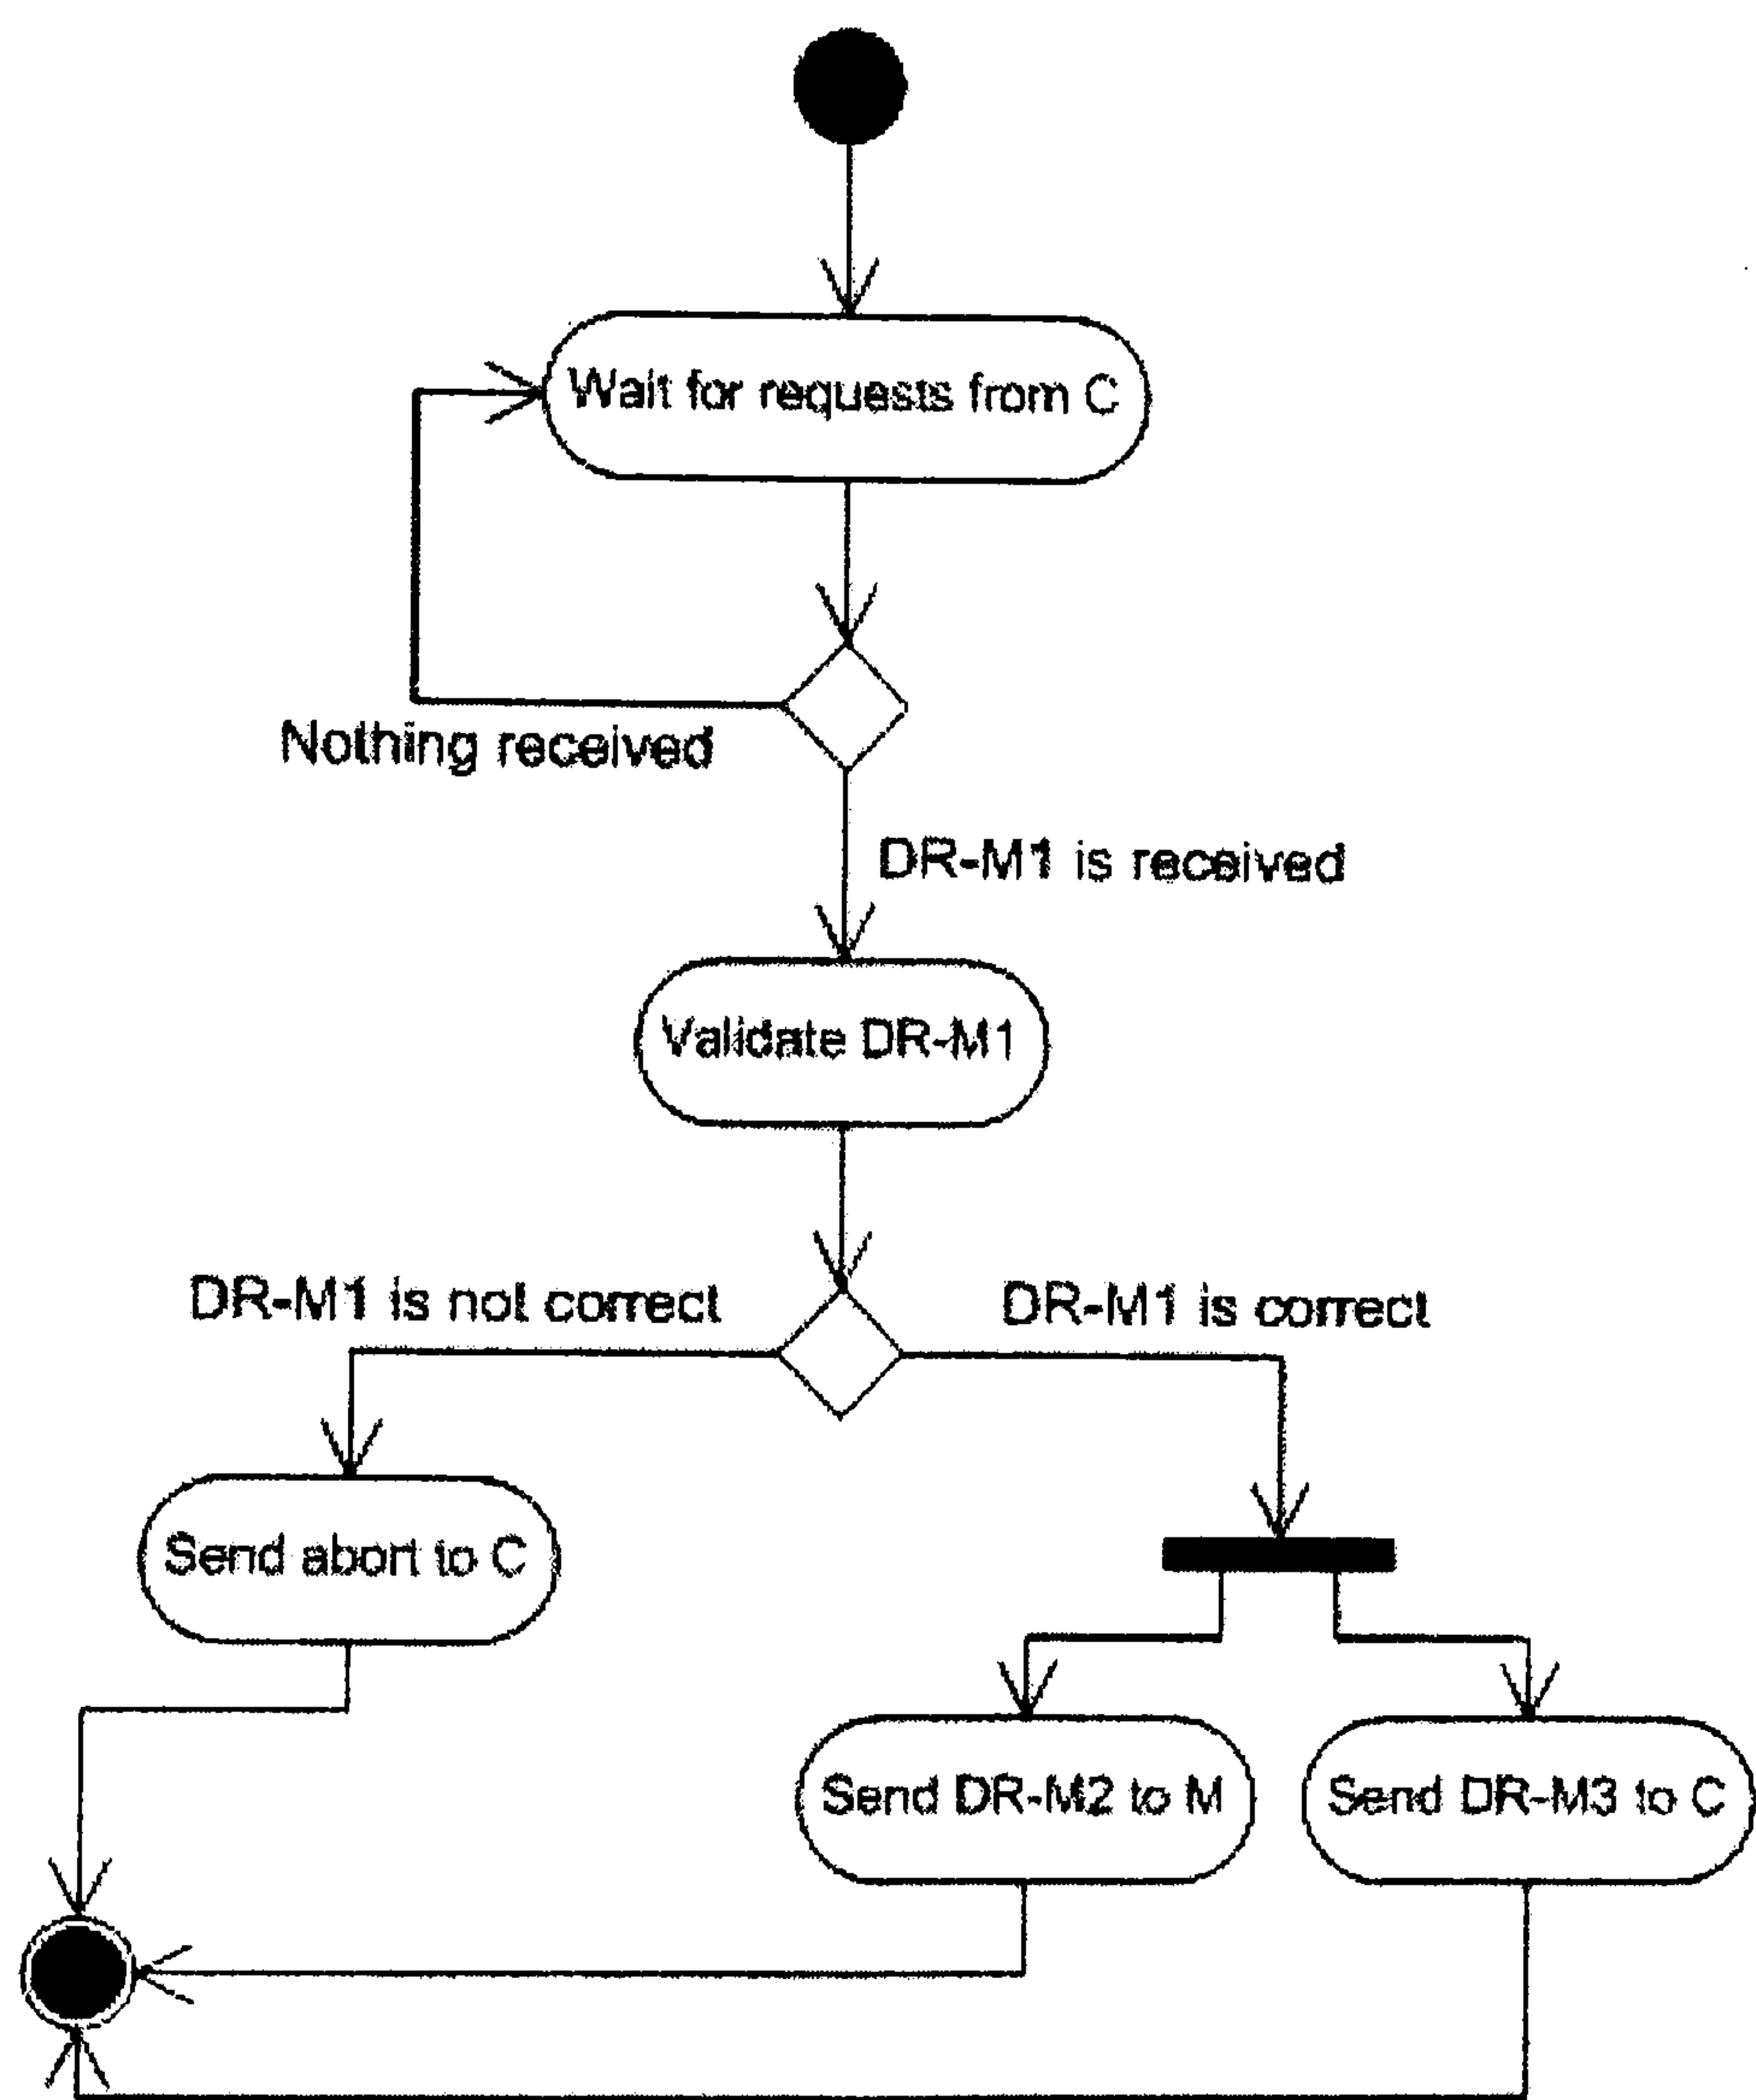 Wait for requests from C
Nothing received
DR-M1 is received
Validate DR-M1
DR-M1 is not correct
DR-M1 is correct
Send abort to C
Send DR-M2 to M
Send DR-M3 to C